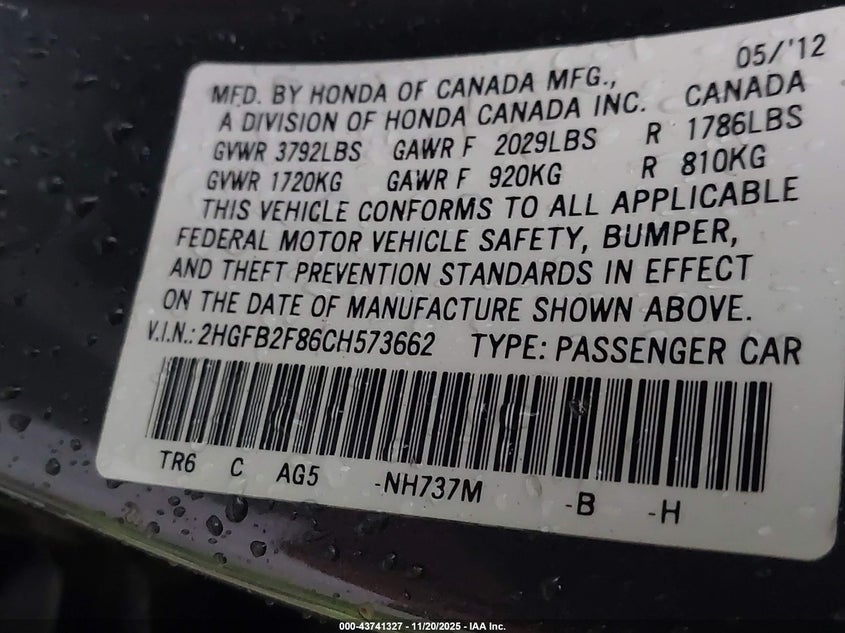 05/'12
MFD. BY HONDA OF CANADA MFG.,
A DIVISION OF HONDA CANADA INC. CANADA
GVWR 3792LBS GAWR F 2029LBS R 1786LBS
GVWR 1720KG GAWR F 920KG R 810KG
THIS VEHICLE CONFORMS TO ALL APPLICABLE
FEDERAL MOTOR VEHICLE SAFETY, BUMPER,
AND THEFT PREVENTION STANDARDS IN EFFECT
ON THE DATE OF MANUFACTURE SHOWN ABOVE.
V.I.N.: 2HGFB2F86CH573662 TYPE: PASSENGER CAR
TR6 C AG5 -NH737M -B -H
000-43741327 - 11/20/2025 - IAA Inc.